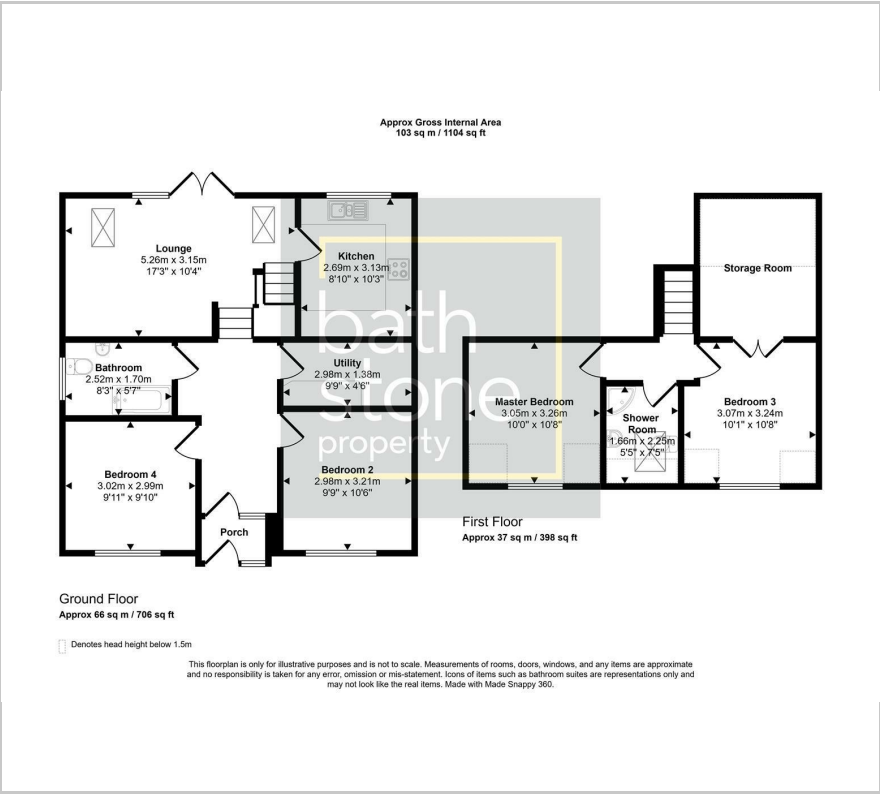 Approx Gross Internal Area
103 sq m / 1104 sq ft
Lounge
5.26m x 3.15m
17'3" x 10'4"
Kitchen
2.69m x 3.13m
8'10" x 10'3"
Storage Room
Bathroom
2.52m x 1.70m
8'3" x 5'7"
Utility
2.98m x 1.38m
9'9" x 4'6"
Master Bedroom
3.05m x 3.26m
10'0" x 10'8"
Shower
Room
1.66m x 2.25m
5'5" x 7'5"
Bedroom 3
3.07m x 3.24m
10'1" x 10'8"
Bedroom 4
3.02m x 2.99m
9'11" x 9'10"
Bedroom 2
2.98m x 3.21m
9'9" x 10'6"
Porch
bath
stone
property
First Floor
Approx 37 sq m / 398 sq ft
Ground Floor
Approx 66 sq m / 706 sq ft
Denotes head height below 1.5m
This floorplan is only for illustrative purposes and is not to scale. Measurements of rooms, doors, windows, and any items are approximate
and no responsibility is taken for any error, omission or mis-statement. Icons of items such as bathroom suites are representations only and
may not look like the real items. Made with Made Snappy 360.